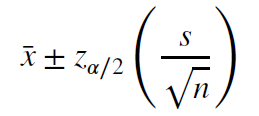 x̄ ± z_{α/2} (s/√n)